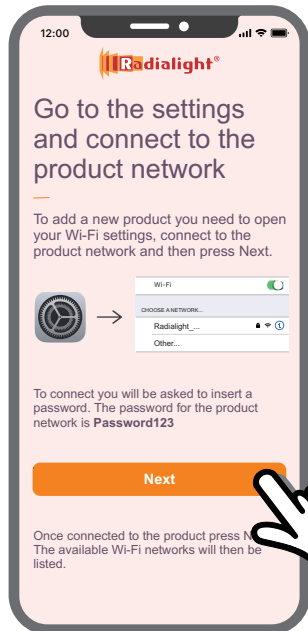 12:00
Radialight®
Go to the settings
and connect to the
product network
To add a new product you need to open
your Wi-Fi settings, connect to the
product network and then press Next.
Wi-Fi
CHOOSE A NETWORK...
Radialight_...
Other...
To connect you will be asked to insert a
password. The password for the product
network is Password123
Next
Once connected to the product press
The available Wi-Fi networks will then be
listed.